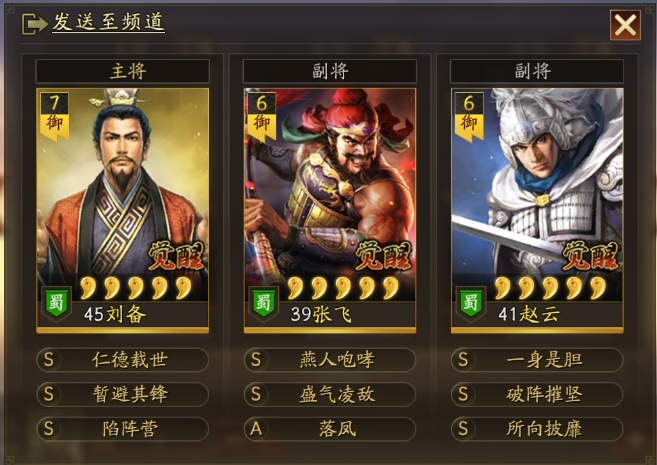 发送至频道
主将
副将
副将
7
御
6
御
6
御
觉醒
觉醒
觉醒
蜀
45刘备
蜀
39张飞
蜀
41赵云
S 仁德载世
S 燕人咆哮
S 一身是胆
S 暂避其锋
S 盛气凌敌
S 破阵摧坚
S 陷阵营
A 落凤
S 所向披靡